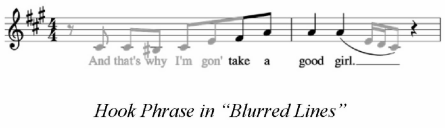 And that's why I'm gon' take a good girl.
Hook Phrase in “Blurred Lines”